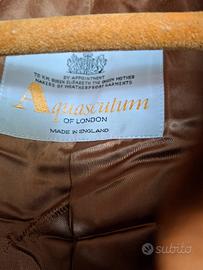 BY APPOINTMENT
TO H.M. QUEEN ELIZABETH THE QUEEN MOTHER
MAKERS OF WEATHERPROOF GARMENTS
Aquascutum
OF LONDON
MADE IN ENGLAND
subito